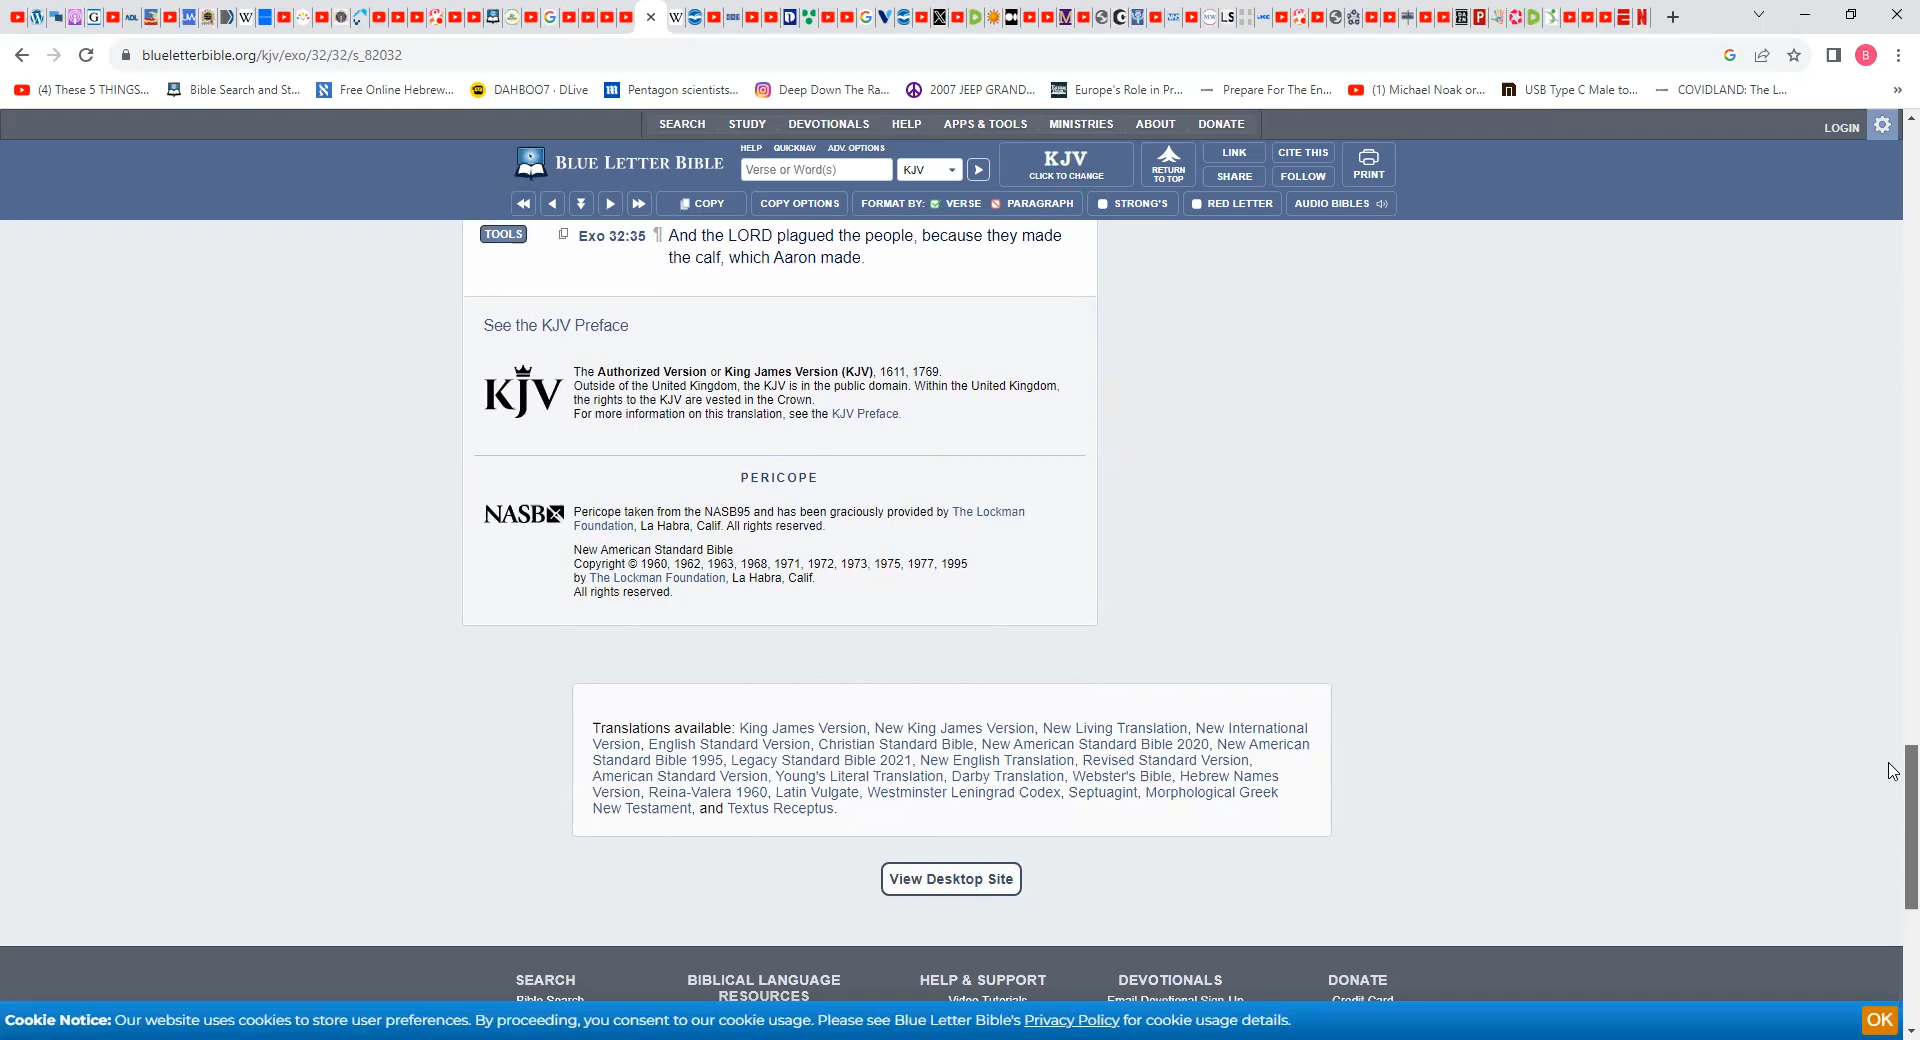 blueletterbible.org/kjv/exo/32/32/s_82032
B
(4) These 5 THINGS... Bible Search and St... Free Online Hebrew... DAHBOO7 · DLive Pentagon scientists... Deep Down The Ra... 2007 JEEP GRAND... Europe's Role in Pr... Prepare For The En... (1) Michael Noak or... USB Type C Male to... COVIDLAND: The L... »
SEARCH STUDY DEVOTIONALS HELP APPS & TOOLS MINISTRIES ABOUT DONATE
LOGIN
HELP QUICKNAV ADV. OPTIONS
BLUE LETTER BIBLE
Verse or Word(s) KJV
KJV
CLICK TO CHANGE
RETURN
TO TOP
LINK CITE THIS
SHARE FOLLOW
PRINT
COPY COPY OPTIONS FORMAT BY: VERSE PARAGRAPH STRONG'S RED LETTER AUDIO BIBLES
TOOLS Exo 32:35 ¶ And the LORD plagued the people, because they made
the calf, which Aaron made.
See the KJV Preface
KJV
The Authorized Version or King James Version (KJV), 1611, 1769.
Outside of the United Kingdom, the KJV is in the public domain. Within the United Kingdom,
the rights to the KJV are vested in the Crown.
For more information on this translation, see the KJV Preface.
PERICOPE
NASB
Pericope taken from the NASB95 and has been graciously provided by The Lockman
Foundation, La Habra, Calif. All rights reserved.
New American Standard Bible
Copyright © 1960, 1962, 1963, 1968, 1971, 1972, 1973, 1975, 1977, 1995
by The Lockman Foundation, La Habra, Calif.
All rights reserved.
Translations available: King James Version, New King James Version, New Living Translation, New International
Version, English Standard Version, Christian Standard Bible, New American Standard Bible 2020, New American
Standard Bible 1995, Legacy Standard Bible 2021, New English Translation, Revised Standard Version,
American Standard Version, Young's Literal Translation, Darby Translation, Webster's Bible, Hebrew Names
Version, Reina-Valera 1960, Latin Vulgate, Westminster Leningrad Codex, Septuagint, Morphological Greek
New Testament, and Textus Receptus.
View Desktop Site
SEARCH BIBLICAL LANGUAGE HELP & SUPPORT DEVOTIONALS DONATE
RESOURCES
Bible Search Video Tutorials Email Devotional Sign-Up Credit Card
Cookie Notice: Our website uses cookies to store user preferences. By proceeding, you consent to our cookie usage. Please see Blue Letter Bible's Privacy Policy for cookie usage details.
OK